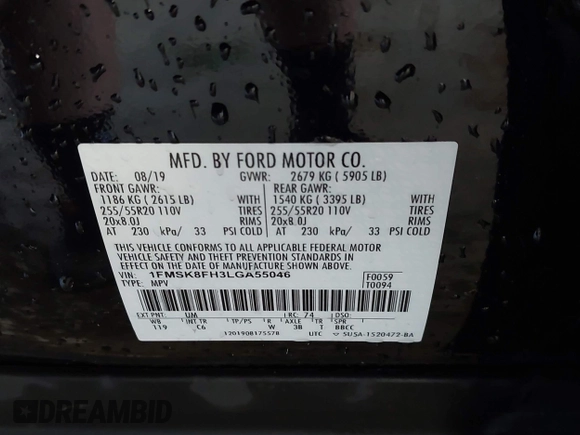 MFD. BY FORD MOTOR CO.
DATE: 08/19 GVWR: 2679 KG ( 5905 LB)
FRONT GAWR: REAR GAWR:
1186 KG ( 2615 LB) WITH 1540 KG ( 3395 LB) WITH
255/55R20 110V TIRES 255/55R20 110V TIRES
20x8.0J RIMS 20x8.0J RIMS
AT 230 kPa/ 33 PSI COLD AT 230 kPa/ 33 PSI COLD
THIS VEHICLE CONFORMS TO ALL APPLICABLE FEDERAL MOTOR
VEHICLE SAFETY AND THEFT PREVENTION STANDARDS IN EFFECT
ON THE DATE OF MANUFACTURE SHOWN ABOVE.
VIN: 1FMSK8FH3LGA55046 F0059
TYPE: MPV T0094
EXT PNT: UM RC: 74 DSO:
WB INT TR TP/PS R AXLE TR SPR
119 C6 W 3B T BBCC
UTC
5U5A-1520472-BA
DREAMBID